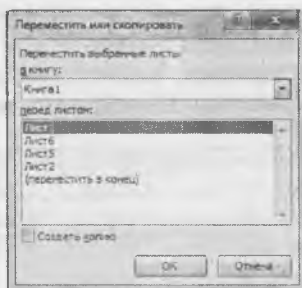 Переместить или скопировать
Переместить выбранные листы
в книгу:
Книга1
перед листом:
Лист6
Лист5
Лист2
(переместить в конец)
Создать копию
ОК
Отмена